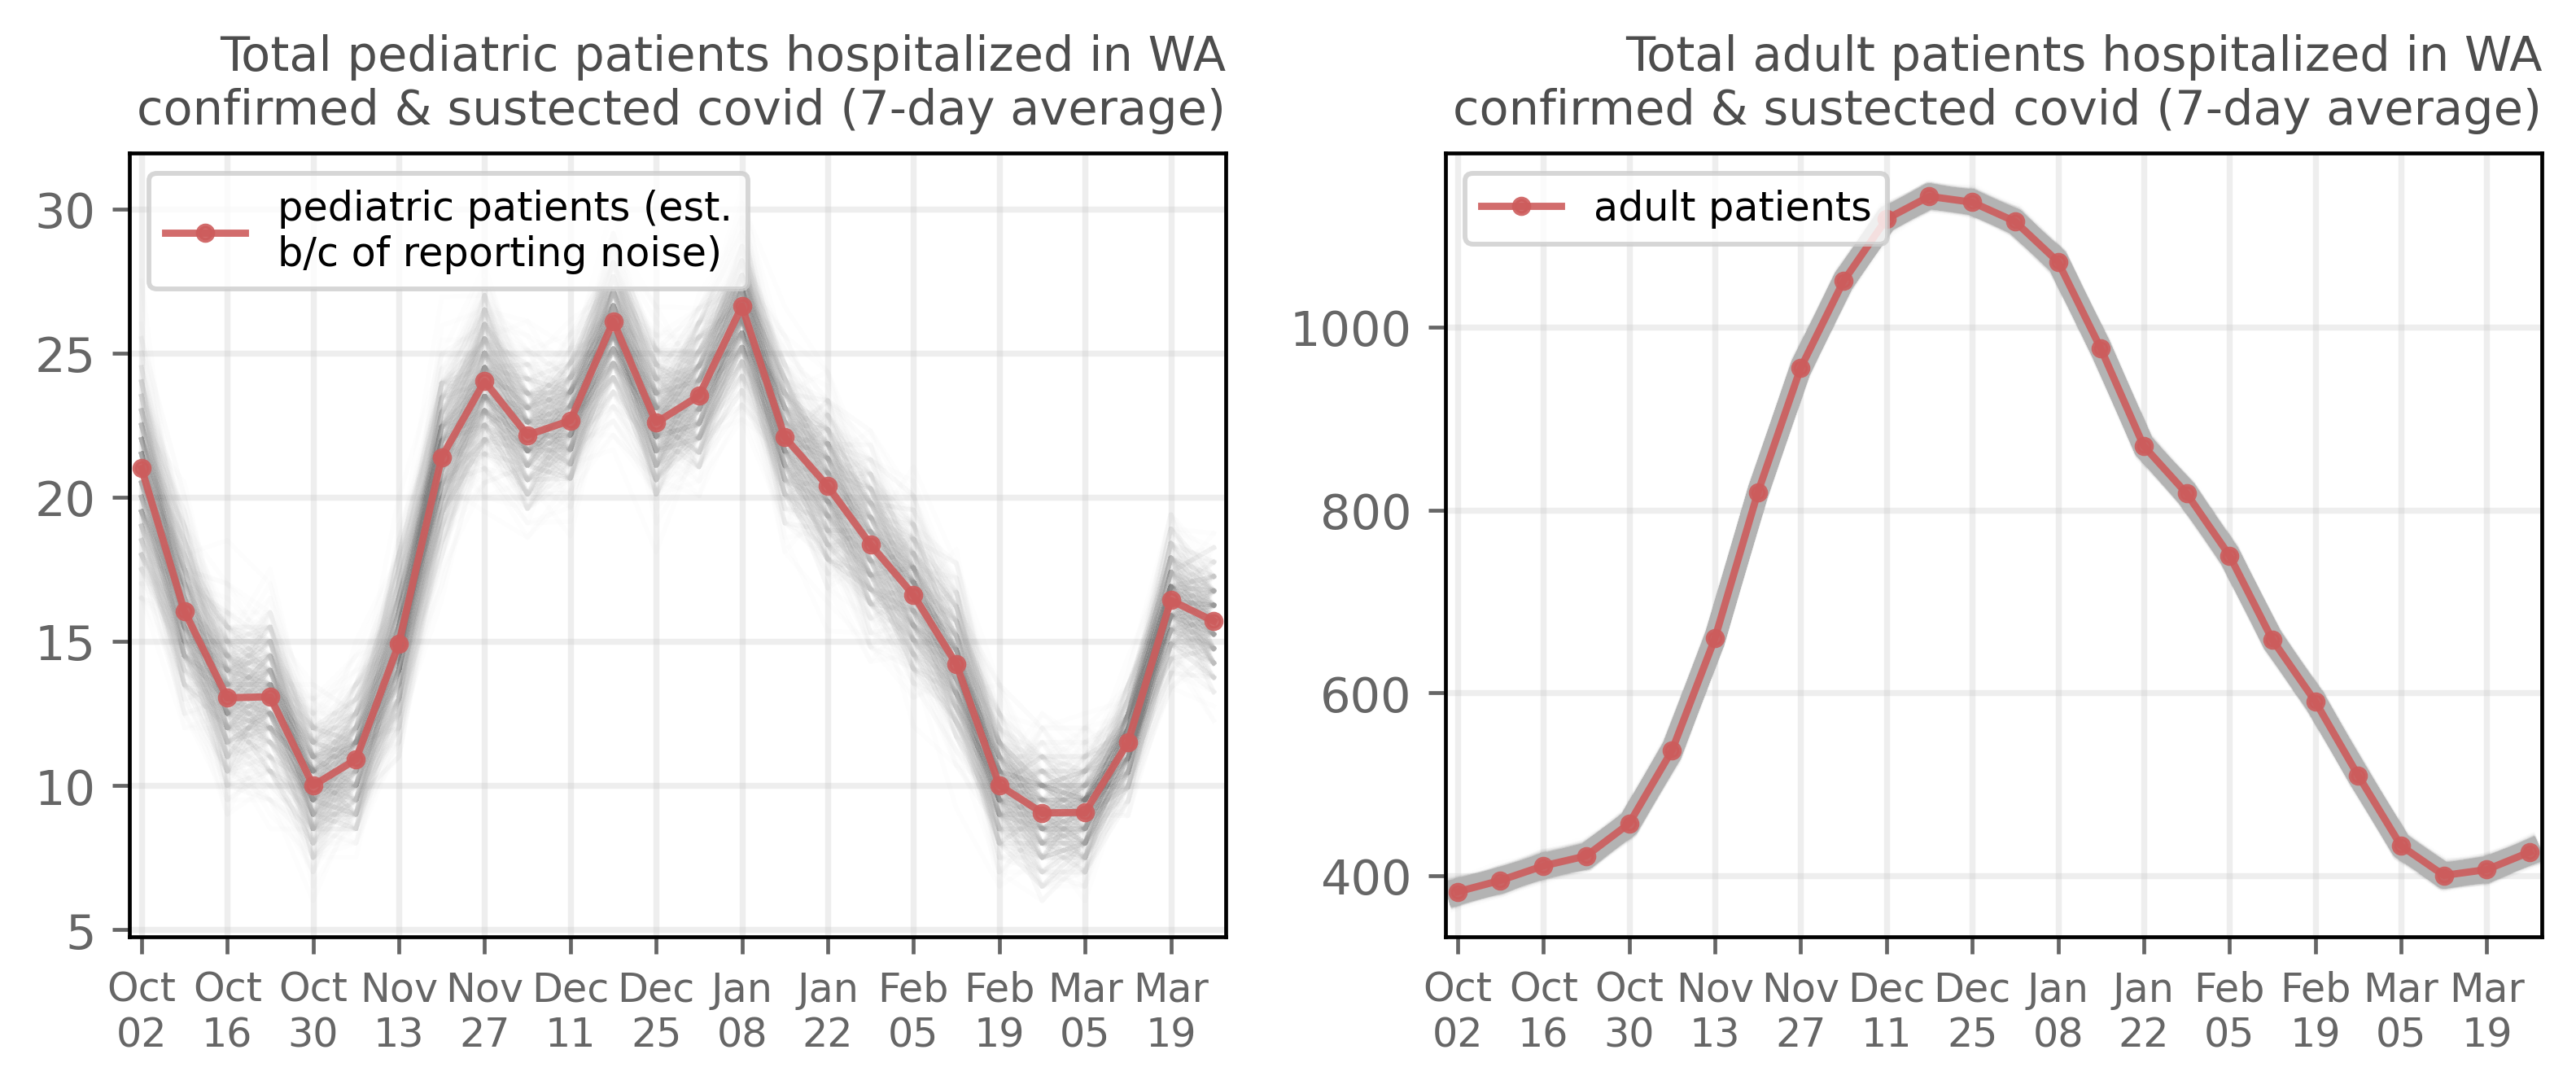 Total pediatric patients hospitalized in WA
confirmed & sustected covid (7-day average)
pediatric patients (est.
b/c of reporting noise)
30
25
20
15
10
5
Oct Oct Oct Nov Nov Dec Dec Jan Jan Feb Feb Mar Mar
02 16 30 13 27 11 25 08 22 05 19 05 19
Total adult patients hospitalized in WA
confirmed & sustected covid (7-day average)
adult patients
1000
800
600
400
Oct Oct Oct Nov Nov Dec Dec Jan Jan Feb Feb Mar Mar
02 16 30 13 27 11 25 08 22 05 19 05 19